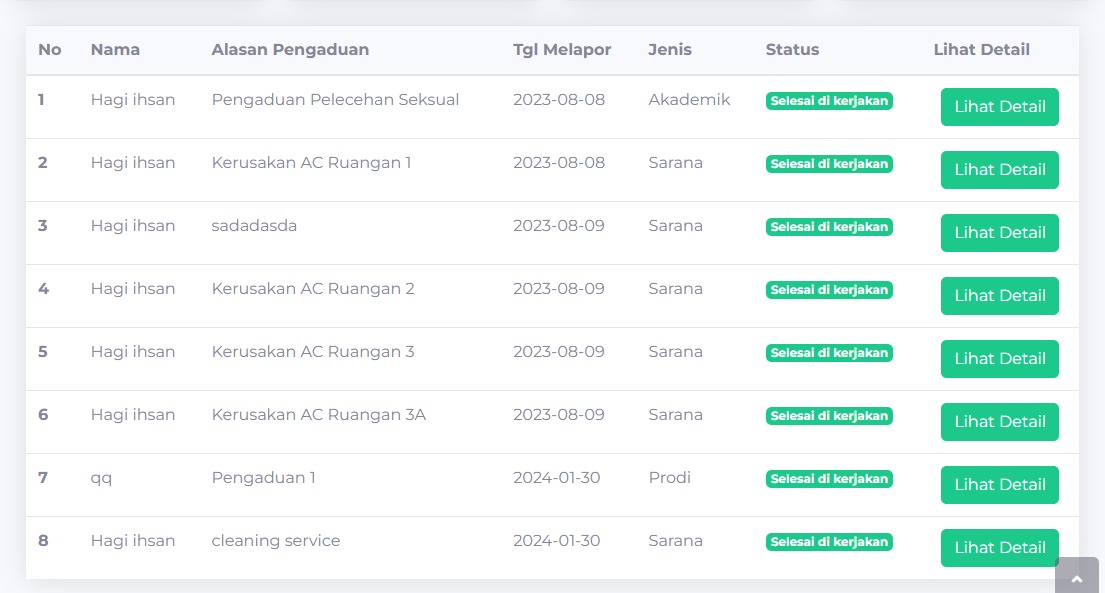 No Nama Alasan Pengaduan Tgl Melapor Jenis Status Lihat Detail
1 Hagi ihsan Pengaduan Pelecehan Seksual 2023-08-08 Akademik Selesai di kerjakan Lihat Detail
2 Hagi ihsan Kerusakan AC Ruangan 1 2023-08-08 Sarana Selesai di kerjakan Lihat Detail
3 Hagi ihsan sadadasda 2023-08-09 Sarana Selesai di kerjakan Lihat Detail
4 Hagi ihsan Kerusakan AC Ruangan 2 2023-08-09 Sarana Selesai di kerjakan Lihat Detail
5 Hagi ihsan Kerusakan AC Ruangan 3 2023-08-09 Sarana Selesai di kerjakan Lihat Detail
6 Hagi ihsan Kerusakan AC Ruangan 3A 2023-08-09 Sarana Selesai di kerjakan Lihat Detail
7 qq Pengaduan 1 2024-01-30 Prodi Selesai di kerjakan Lihat Detail
8 Hagi ihsan cleaning service 2024-01-30 Sarana Selesai di kerjakan Lihat Detail